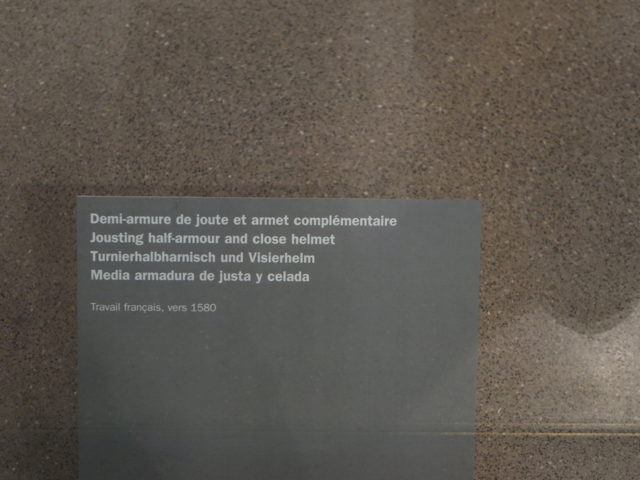 Demi-armure de joute et armet complémentaire
Jousting half-armour and close helmet
Turnierhalbharnisch und Visierhelm
Media armadura de justa y celada
Travail français, vers 1580